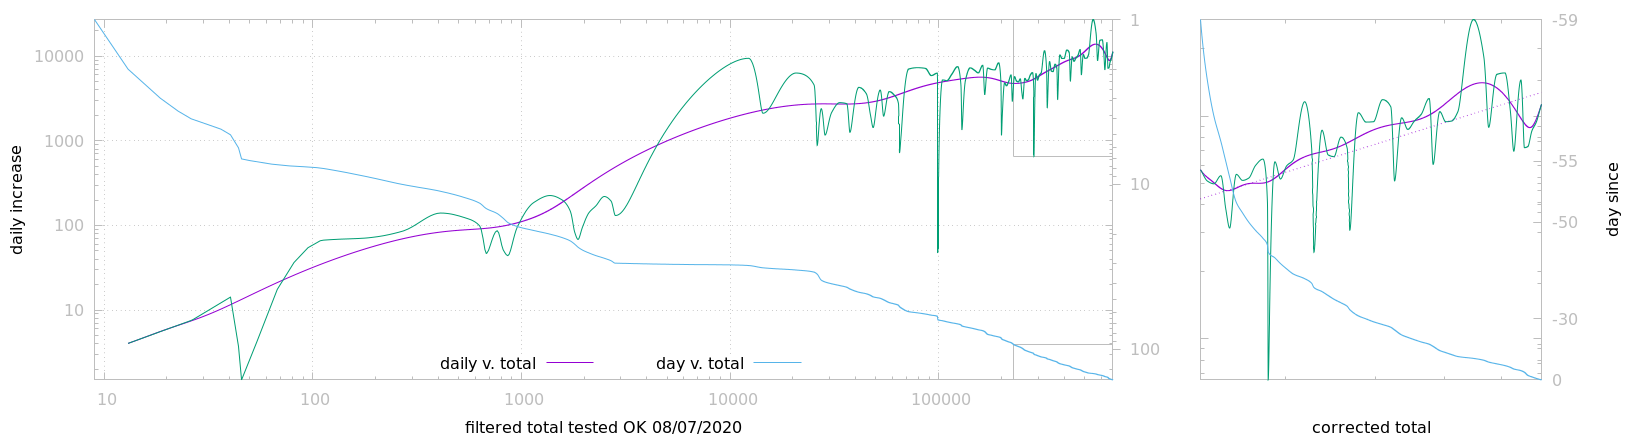 10000
1000
100
10
daily increase
10
100
1000
10000
100000
filtered total tested OK 08/07/2020
daily v. total
day v. total
1
10
100
-59
-55
-50
-30
0
day since
corrected total